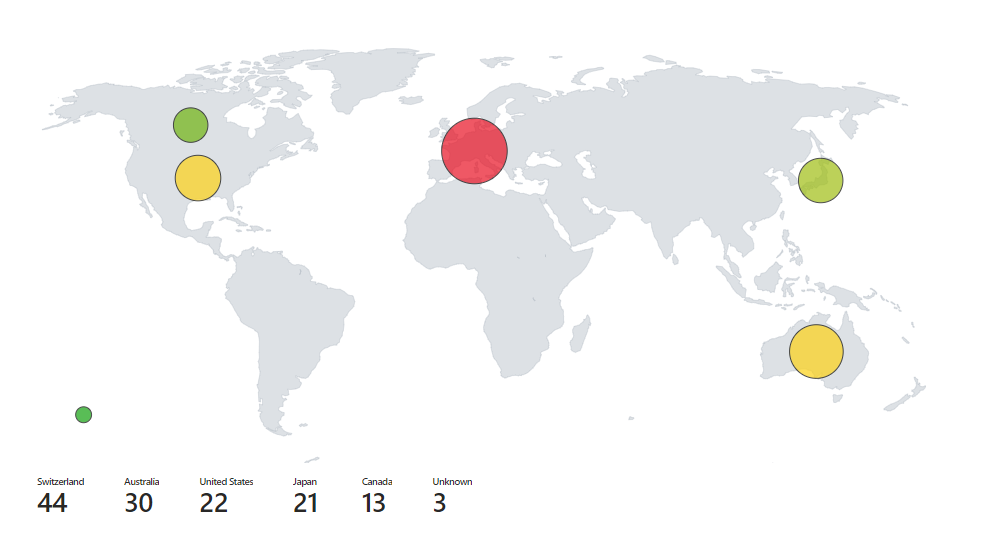 Switzerland Australia United States Japan Canada Unknown
44 30 22 21 13 3